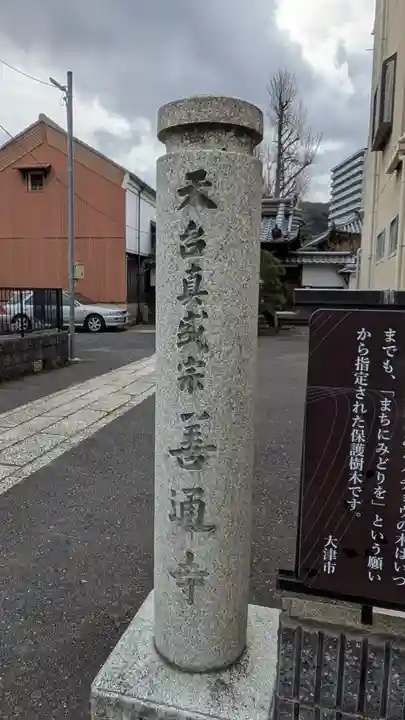 天台真盛宗善通寺
までも、「まちにみどりを」という願い
から指定された保護樹木です。
大津市